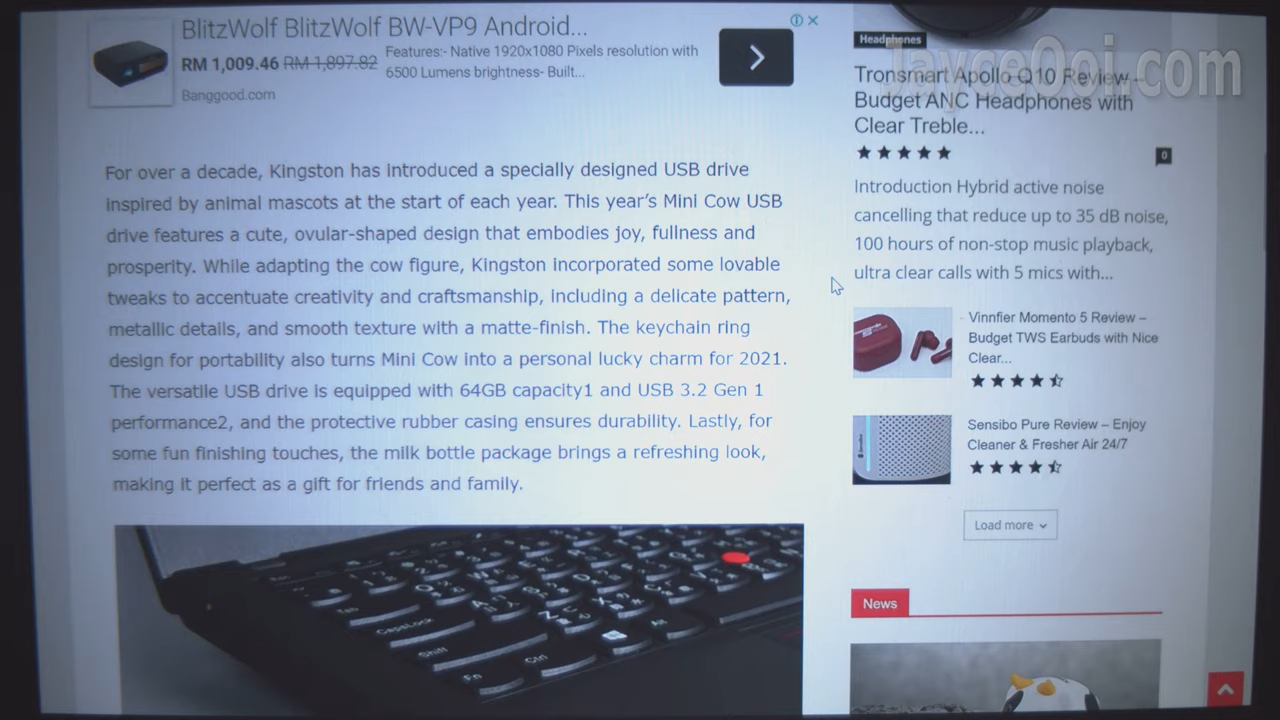 BlitzWolf BlitzWolf BW-VP9 Android...
RM 1,009.46 RM 1,897.82
Features:- Native 1920x1080 Pixels resolution with
6500 Lumens brightness- Built...
Banggood.com
For over a decade, Kingston has introduced a specially designed USB drive
inspired by animal mascots at the start of each year. This year’s Mini Cow USB
drive features a cute, ovular-shaped design that embodies joy, fullness and
prosperity. While adapting the cow figure, Kingston incorporated some lovable
tweaks to accentuate creativity and craftsmanship, including a delicate pattern,
metallic details, and smooth texture with a matte-finish. The keychain ring
design for portability also turns Mini Cow into a personal lucky charm for 2021.
The versatile USB drive is equipped with 64GB capacity1 and USB 3.2 Gen 1
performance2, and the protective rubber casing ensures durability. Lastly, for
some fun finishing touches, the milk bottle package brings a refreshing look,
making it perfect as a gift for friends and family.
Tab
CapsLock
Shift
Fn
Ctrl
Alt
JayceOoi.com
Headphones
Tronsmart Apollo Q10 Review –
Budget ANC Headphones with
Clear Treble...
0
Introduction Hybrid active noise
cancelling that reduce up to 35 dB noise,
100 hours of non-stop music playback,
ultra clear calls with 5 mics with...
Vinnfier Momento 5 Review –
Budget TWS Earbuds with Nice
Clear...
Sensibo Pure Review – Enjoy
Cleaner & Fresher Air 24/7
Load more
News